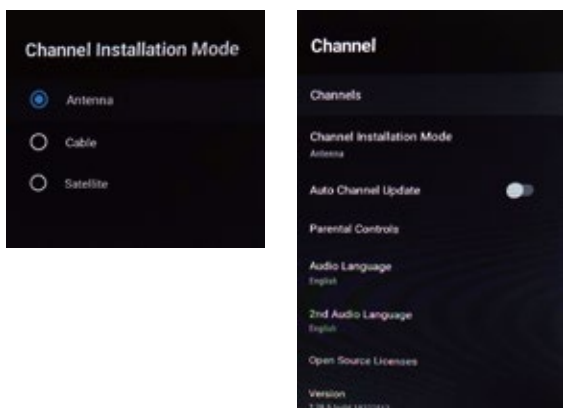 Channel Installation Mode
Antenna
Cable
Satellite
Channel
Channels
Channel Installation Mode
Antenna
Auto Channel Update
Parental Controls
Audio Language
English
2nd Audio Language
English
Open Source Licenses
Version